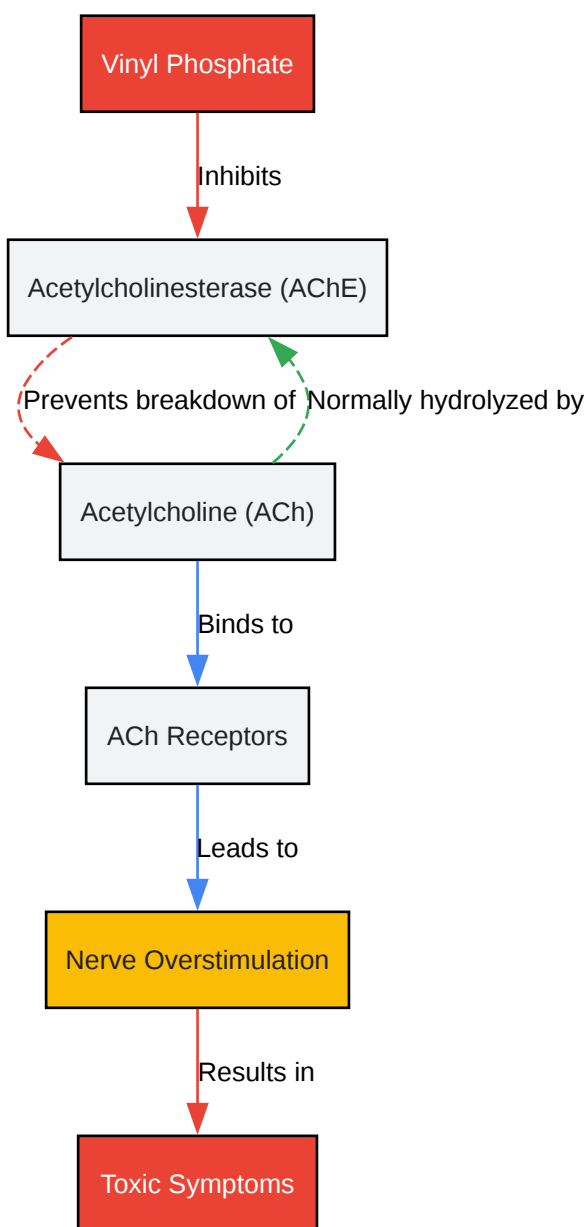 Vinyl Phosphate
Inhibits
Acetylcholinesterase (AChE)
Prevents breakdown of
Normally hydrolyzed by
Acetylcholine (ACh)
Binds to
ACh Receptors
Leads to
Nerve Overstimulation
Results in
Toxic Symptoms